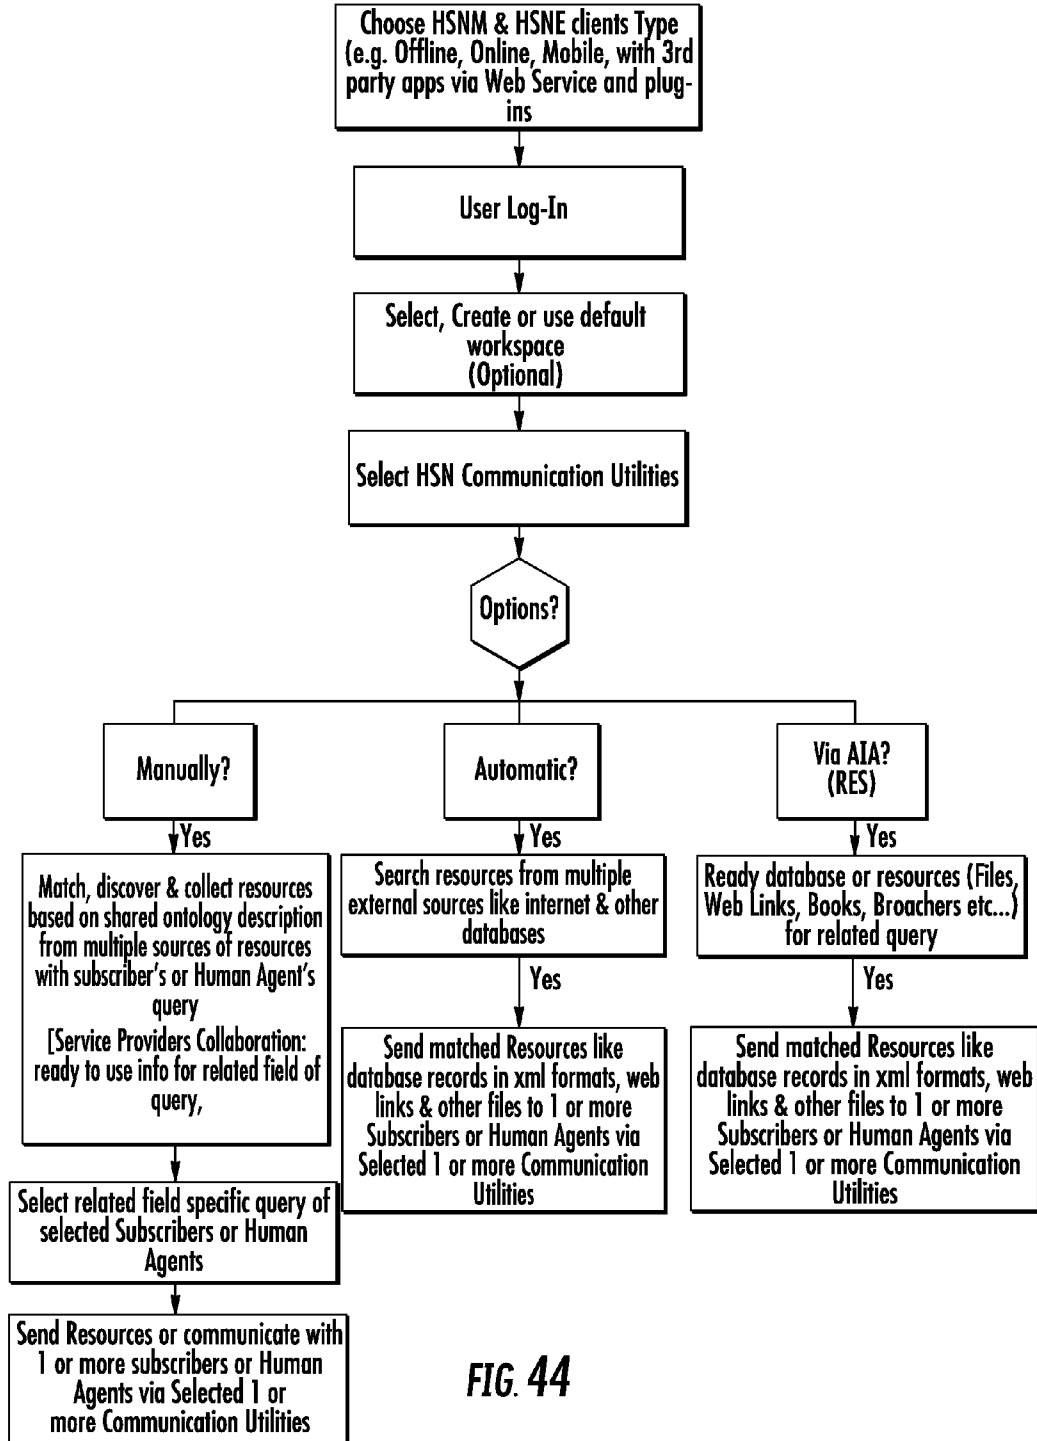 Choose HSNM & HSNE clients Type
(e.g. Offline, Online, Mobile, with 3rd
party apps via Web Service and plug-
ins
User Log-In
Select, Create or use default
workspace
(Optional)
Select HSN Communication Utilities
Options?
Manually?
Yes
Match, discover & collect resources
based on shared ontology description
from multiple sources of resources
with subscriber's or Human Agent's
query
[Service Providers Collaboration:
ready to use info for related field of
query,
Select related field specific query of
selected Subscribers or Human
Agents
Send Resources or communicate with
1 or more subscribers or Human
Agents via Selected 1 or
more Communication Utilities
Automatic?
Yes
Search resources from multiple
external sources like internet & other
databases
Yes
Send matched Resources like
database records in xml formats, web
links & other files to 1 or more
Subscribers or Human Agents via
Selected 1 or more Communication
Utilities
Via AIA?
(RES)
Yes
Ready database or resources (Files,
Web Links, Books, Broachers etc...)
for related query
Yes
Send matched Resources like
database records in xml formats, web
links & other files to 1 or more
Subscribers or Human Agents via
Selected 1 or more Communication
Utilities
FIG. 44